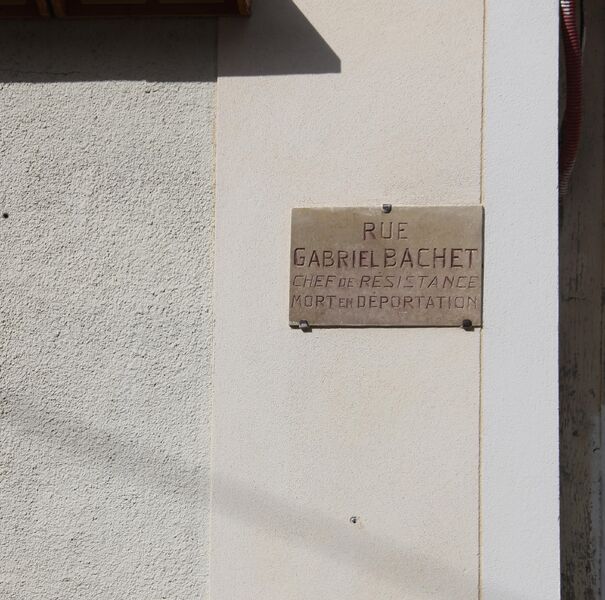 RUE
GABRIEL BACHET
CHEF DE RÉSISTANCE
MORT EN DÉPORTATION